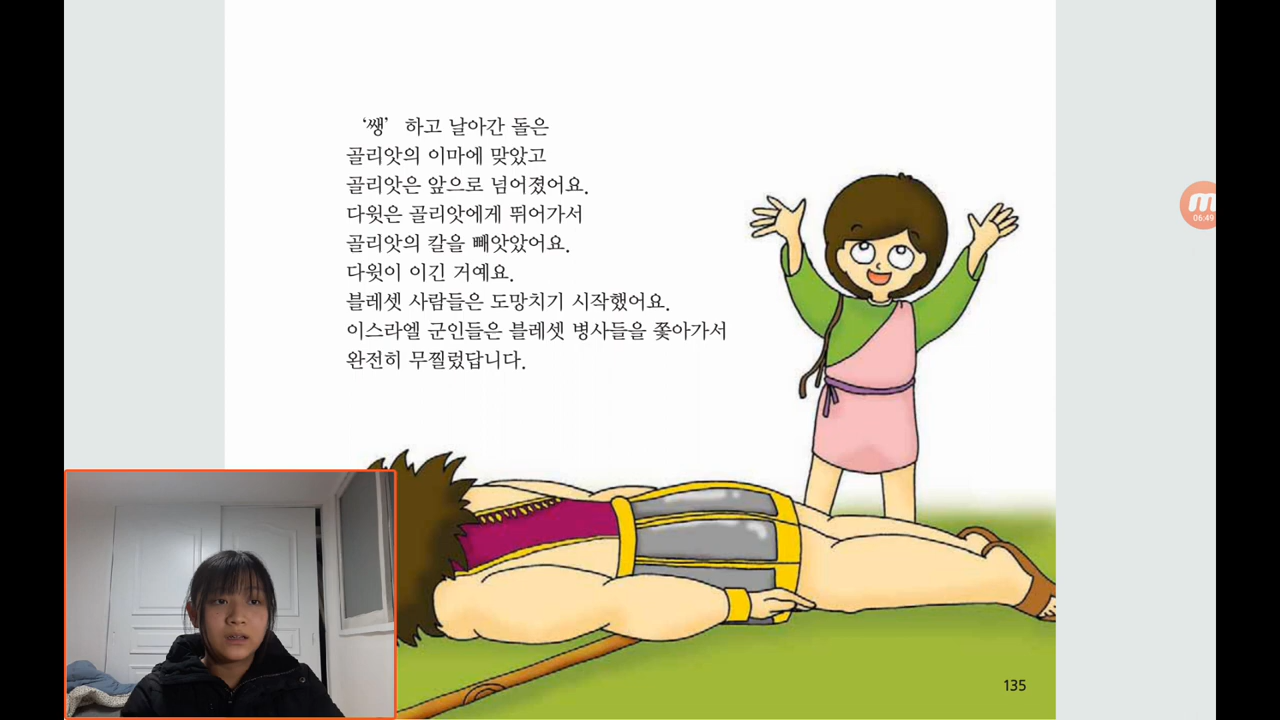 ‘쌩’ 하고 날아간 돌은
골리앗의 이마에 맞았고
골리앗은 앞으로 넘어졌어요.
다윗은 골리앗에게 뛰어가서
골리앗의 칼을 빼앗았어요.
다윗이 이긴 거예요.
블레셋 사람들은 도망치기 시작했어요.
이스라엘 군인들은 블레셋 병사들을 쫓아가서
완전히 무찔렀답니다.
06:49
135